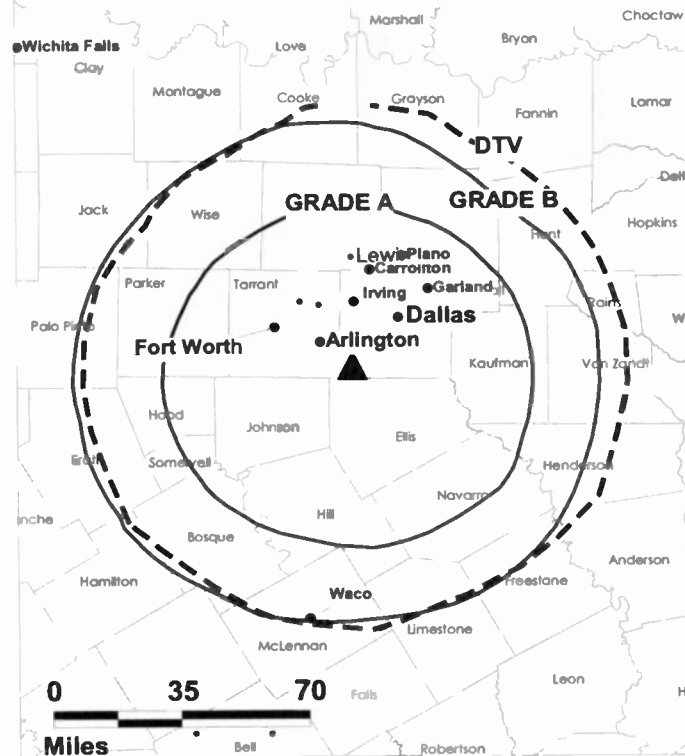 Choctaw
Marshall
Bryan
Wichita Falls
Love
Clay
Montague
Cooke
Grayson
Fannin
Lamar
DTV
Delt
GRADE A
GRADE B
Jack
Wise
Hunt
Hopkins
Lewis
Plano
Carrollton
Parker
Tarrant
Irving
Garland
Rains
W
Dallas
Palo Pinto
Fort Worth
Arlington
Kaufman
Van Zandt
Hood
Johnson
Ellis
Erath
Somervell
Henderson
Navarro
Hill
nche
Bosque
Anderson
Hamilton
Waco
Freestone
McLennan
Limestone
Leon
0 35 70
Falls
H
Miles
Bell
Robertson